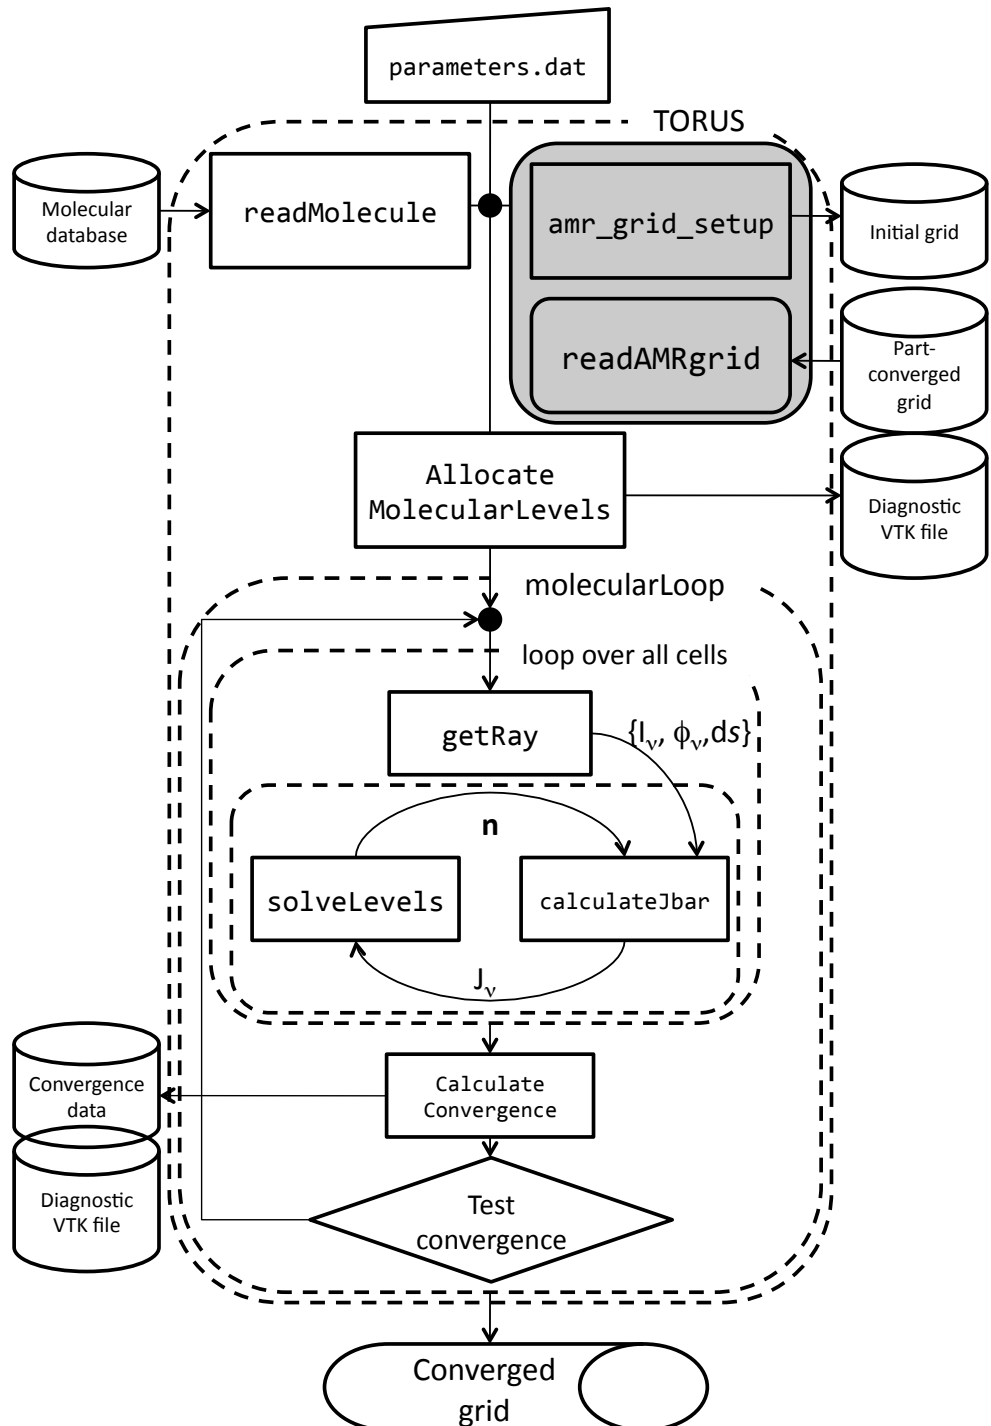 parameters.dat
TORUS
Molecular
database
readMolecule
amr_grid_setup
Initial grid
readAMRgrid
Part-
converged
grid
Allocate
MolecularLevels
Diagnostic
VTK file
molecularLoop
loop over all cells
getRay
{Iν, ϕν,ds}
n
solveLevels
calculateJbar
Jν
Calculate
Convergence
Convergence
data
Diagnostic
VTK file
Test
convergence
Converged
grid